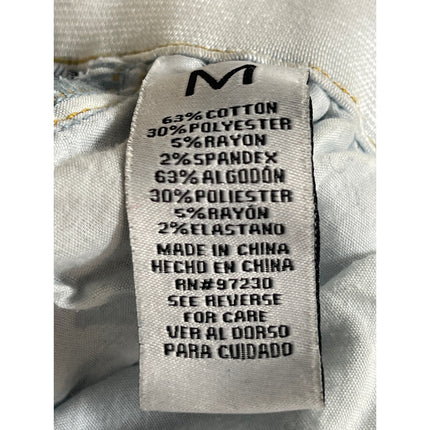 M
63% COTTON
30% POLYESTER
5% RAYON
2% SPANDEX
63% ALGODÓN
30% POLIESTER
5% RAYÓN
2% ELASTANO
MADE IN CHINA
HECHO EN CHINA
RN#97230
SEE REVERSE
FOR CARE
VER AL DORSO
PARA CUIDADO